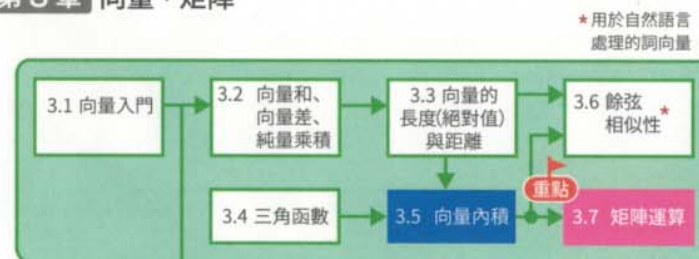 第3章 向量・矩陣
*用於自然語言
處理的詞向量
3.1 向量入門
3.2 向量和、
向量差、
純量乘積
3.3 向量的
長度(絕對值)
與距離
3.6 餘弦
相似性*
重點
3.4 三角函數
3.5 向量內積
3.7 矩陣運算